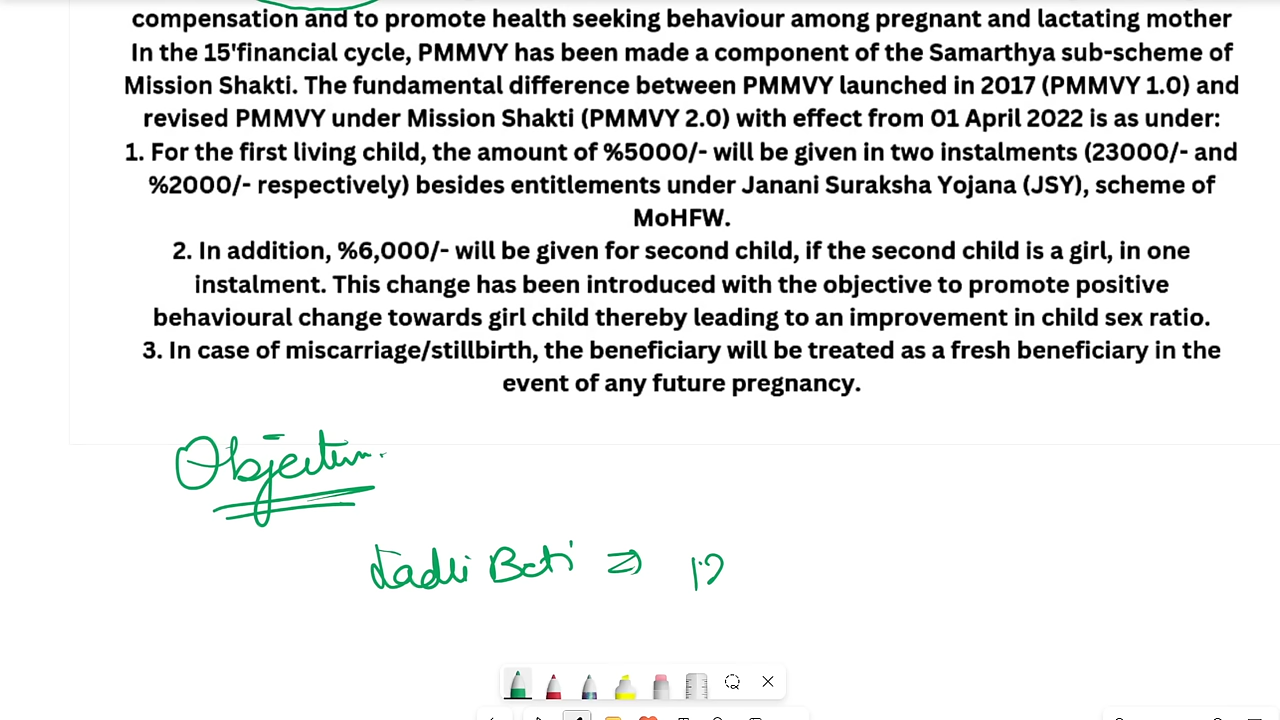 compensation and to promote health seeking behaviour among pregnant and lactating mother
In the 15'financial cycle, PMMVY has been made a component of the Samarthya sub-scheme of
Mission Shakti. The fundamental difference between PMMVY launched in 2017 (PMMVY 1.0) and
revised PMMVY under Mission Shakti (PMMVY 2.0) with effect from 01 April 2022 is as under:
1. For the first living child, the amount of %5000/- will be given in two instalments (23000/- and
%2000/- respectively) besides entitlements under Janani Suraksha Yojana (JSY), scheme of
MoHFW.
2. In addition, %6,000/- will be given for second child, if the second child is a girl, in one
instalment. This change has been introduced with the objective to promote positive
behavioural change towards girl child thereby leading to an improvement in child sex ratio.
3. In case of miscarriage/stillbirth, the beneficiary will be treated as a fresh beneficiary in the
event of any future pregnancy.
Ladli Beti ⇒